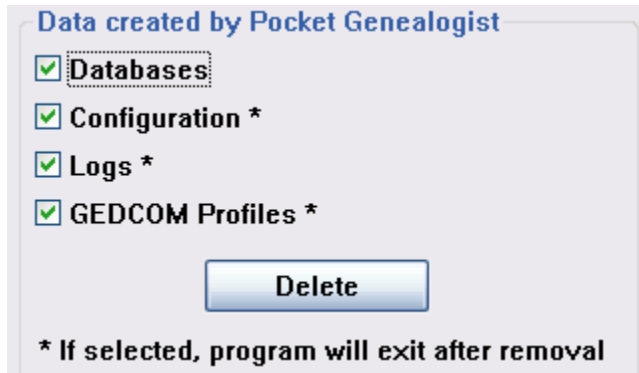 Data created by Pocket Genealogist
Databases
Configuration *
Logs *
GEDCOM Profiles *
Delete
* If selected, program will exit after removal